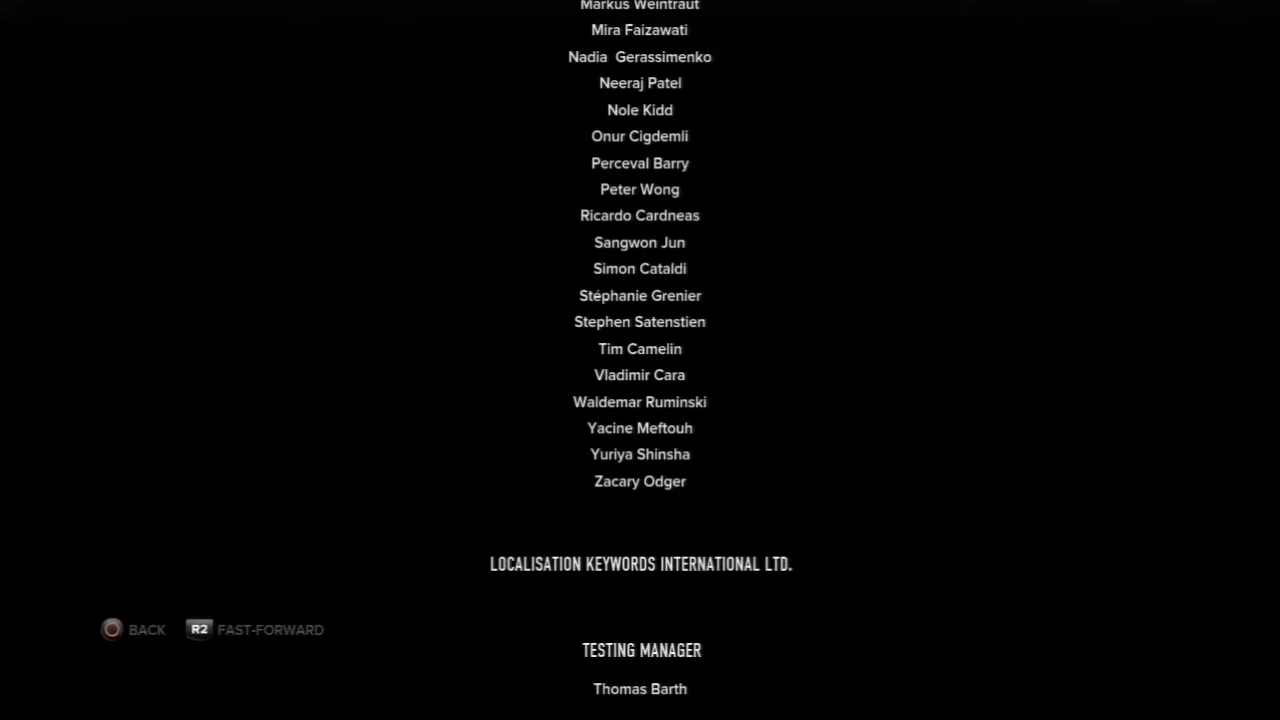 Markus Weintraut
Mira Faizawati
Nadia  Gerassimenko
Neeraj Patel
Nole Kidd
Onur Cigdemli
Perceval Barry
Peter Wong
Ricardo Cardneas
Sangwon Jun
Simon Cataldi
Stéphanie Grenier
Stephen Satenstien
Tim Camelin
Vladimir Cara
Waldemar Ruminski
Yacine Meftouh
Yuriya Shinsha
Zacary Odger
LOCALISATION KEYWORDS INTERNATIONAL LTD.
BACK R2 FAST-FORWARD
TESTING MANAGER
Thomas Barth